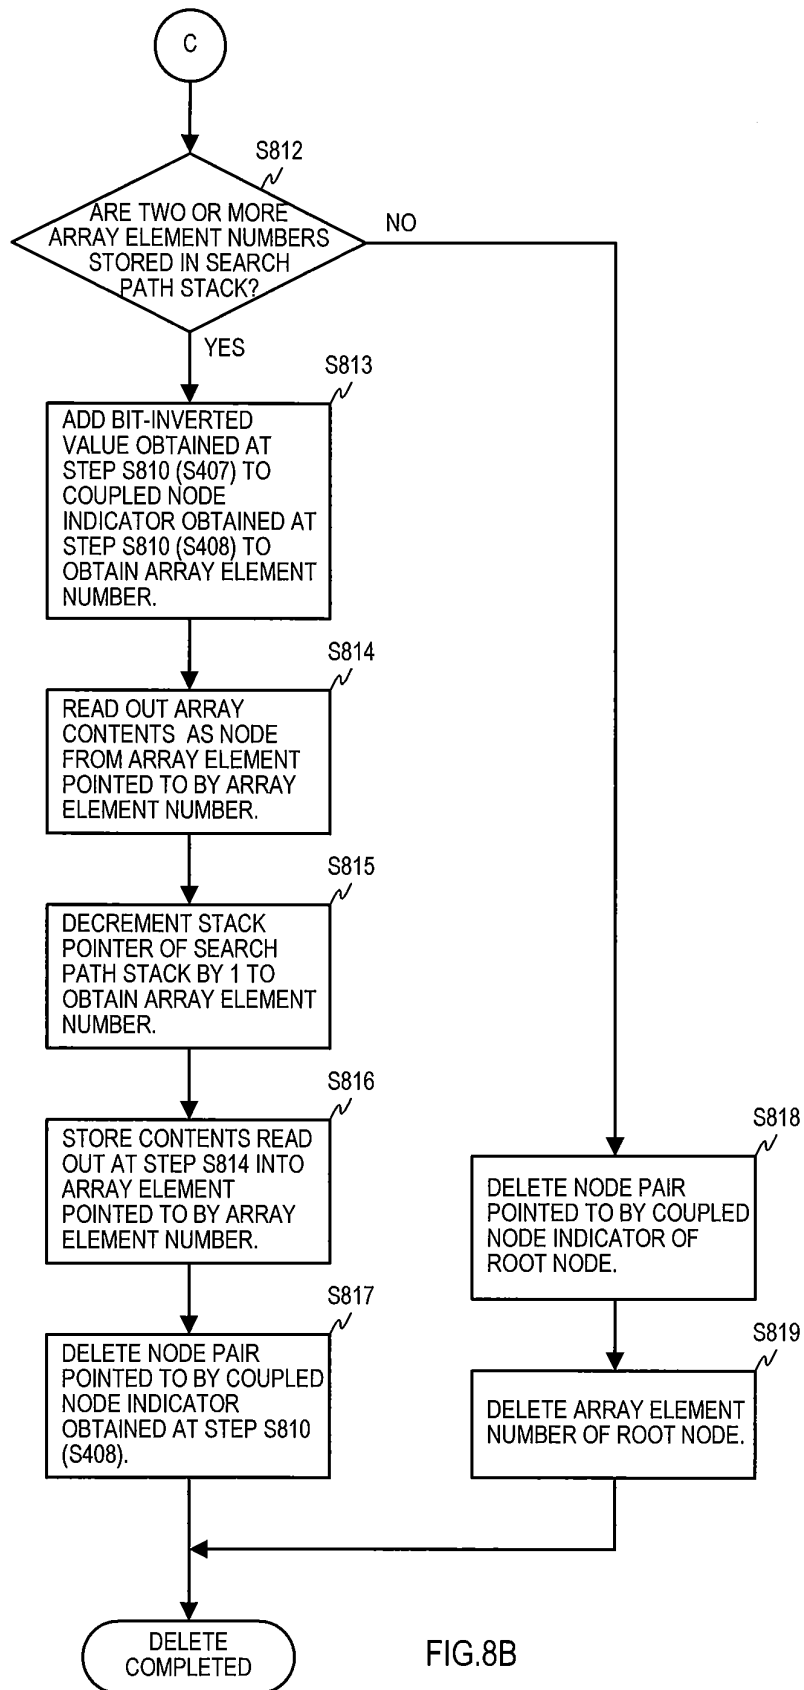 C
S812
ARE TWO OR MORE
ARRAY ELEMENT NUMBERS
STORED IN SEARCH
PATH STACK?
NO
YES
S813
ADD BIT-INVERTED
VALUE OBTAINED AT
STEP S810 (S407) TO
COUPLED NODE
INDICATOR OBTAINED AT
STEP S810 (S408) TO
OBTAIN ARRAY ELEMENT
NUMBER.
S814
READ OUT ARRAY
CONTENTS AS NODE
FROM ARRAY ELEMENT
POINTED TO BY ARRAY
ELEMENT NUMBER.
S815
DECREMENT STACK
POINTER OF SEARCH
PATH STACK BY 1 TO
OBTAIN ARRAY ELEMENT
NUMBER.
S816
STORE CONTENTS READ
OUT AT STEP S814 INTO
ARRAY ELEMENT
POINTED TO BY ARRAY
ELEMENT NUMBER.
S817
DELETE NODE PAIR
POINTED TO BY COUPLED
NODE INDICATOR
OBTAINED AT STEP S810
(S408).
S818
DELETE NODE PAIR
POINTED TO BY COUPLED
NODE INDICATOR OF
ROOT NODE.
S819
DELETE ARRAY ELEMENT
NUMBER OF ROOT NODE.
DELETE
COMPLETED
FIG.8B